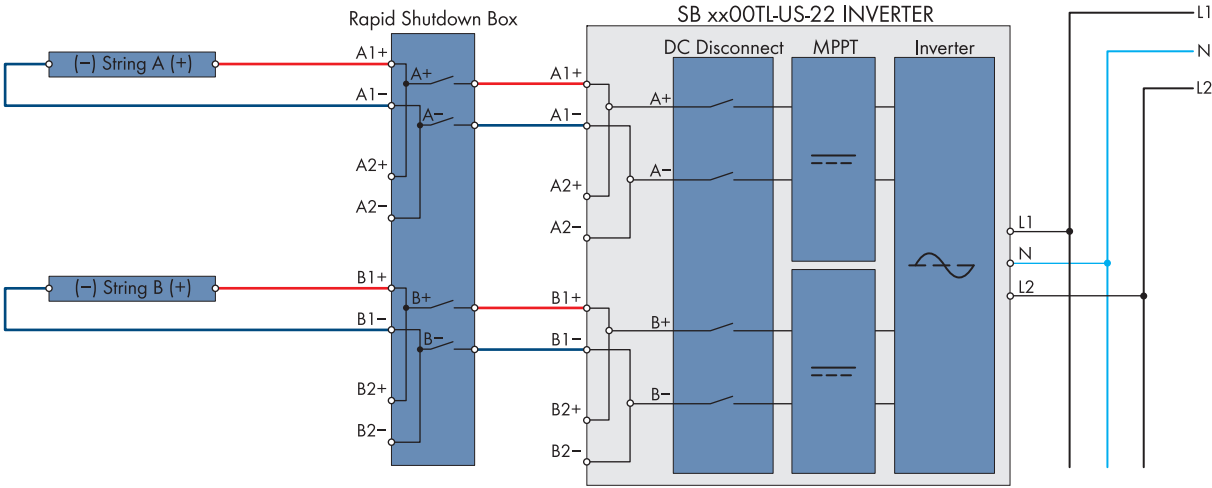 SB xx00TL-US-22 INVERTER
Rapid Shutdown Box
DC Disconnect
MPPT
Inverter
L1
N
L2
A1+
(−) String A (+)
A+
A1−
A−
A2+
A2−
A1+
A+
A1−
A−
A2+
A2−
L1
N
L2
B1+
(−) String B (+)
B+
B1−
B−
B2+
B2−
B1+
B+
B1−
B−
B2+
B2−